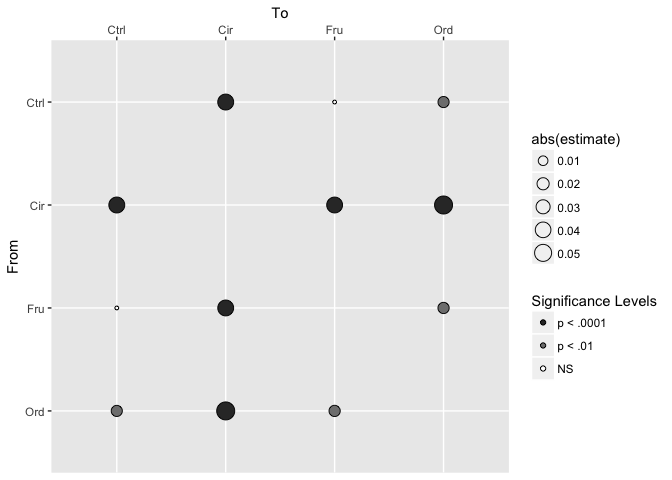 To
Ctrl Cir Fru Ord
From
Ctrl
Cir
Fru
Ord
abs(estimate)
0.01
0.02
0.03
0.04
0.05
Significance Levels
p < .0001
p < .01
NS